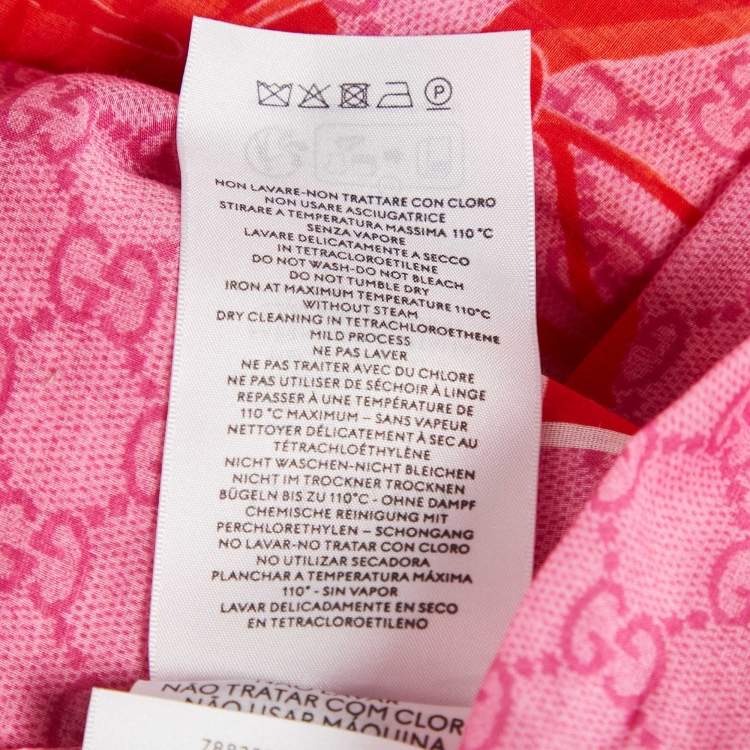 P
NON LAVARE-NON TRATTARE CON CLORO
NON USARE ASCIUGATRICE
STIRARE A TEMPERATURA MASSIMA 110 °C
SENZA VAPORE
LAVARE DELICATAMENTE A SECCO
IN TETRACLOROETILENE
DO NOT WASH-DO NOT BLEACH
DO NOT TUMBLE DRY
IRON AT MAXIMUM TEMPERATURE 110°C
WITHOUT STEAM
DRY CLEANING IN TETRACHLOROETHENE
MILD PROCESS
NE PAS LAVER
NE PAS TRAITER AVEC DU CHLORE
NE PAS UTILISER DE SÉCHOIR À LINGE
REPASSER À UNE TEMPÉRATURE DE
110 °C MAXIMUM – SANS VAPEUR
NETTOYER DÉLICATEMENT À SEC AU
TÉTRACHLOÉTHYLÈNE
NICHT WASCHEN-NICHT BLEICHEN
IM TROCKNER TROCKNEN
BÜGELN BIS ZU 110°C - OHNE DAMPF
CHEMISCHE REINIGUNG MIT
PERCHLORETHYLEN – SCHONGANG
NO LAVAR-NO TRATAR CON CLORO
NO UTILIZAR SECADORA
PLANCHAR A TEMPERATURA MÁXIMA
110° - SIN VAPOR
LAVAR DELICADAMENTE EN SECO
EN TETRACLOROETILENO
NÃO TRATAR COM CLOR
NÃO USAR MÁQUINA